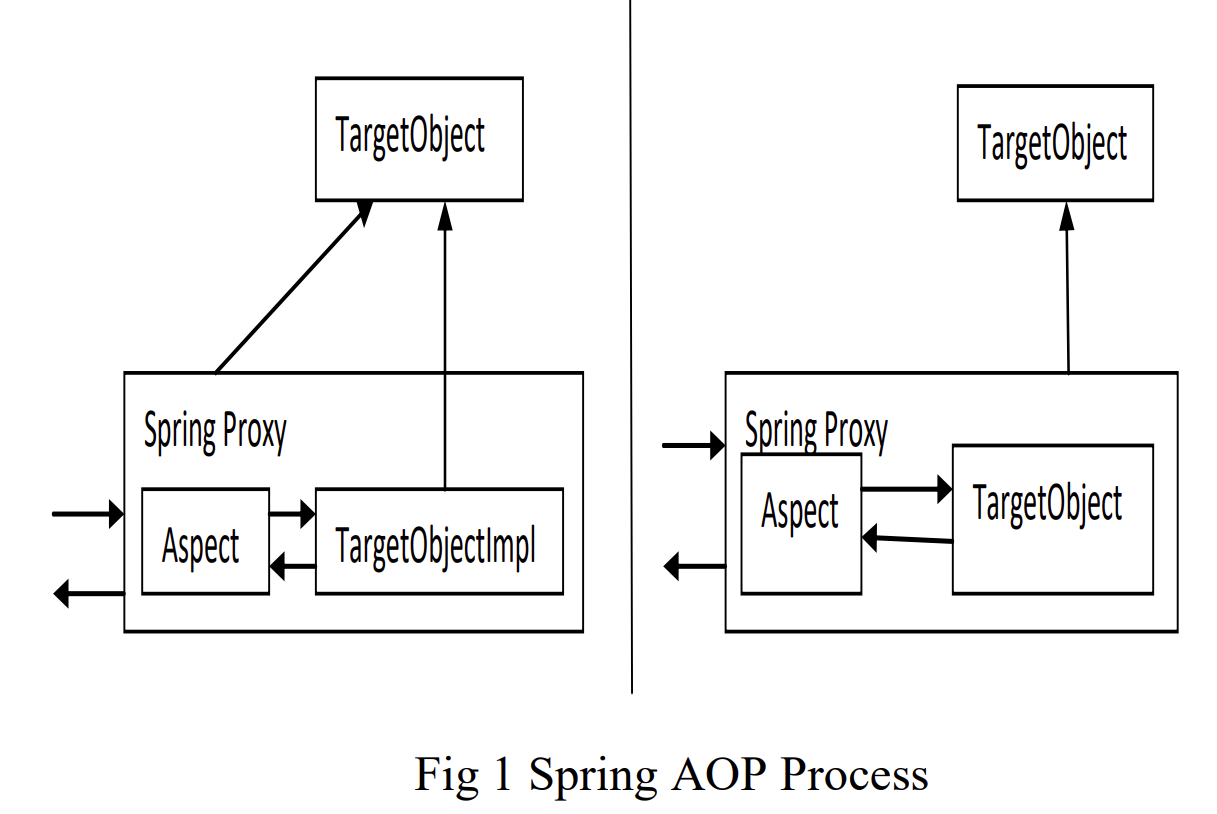 TargetObject
Spring Proxy
Aspect
TargetObjectImpl
TargetObject
Spring Proxy
Aspect
TargetObject
Fig 1 Spring AOP Process